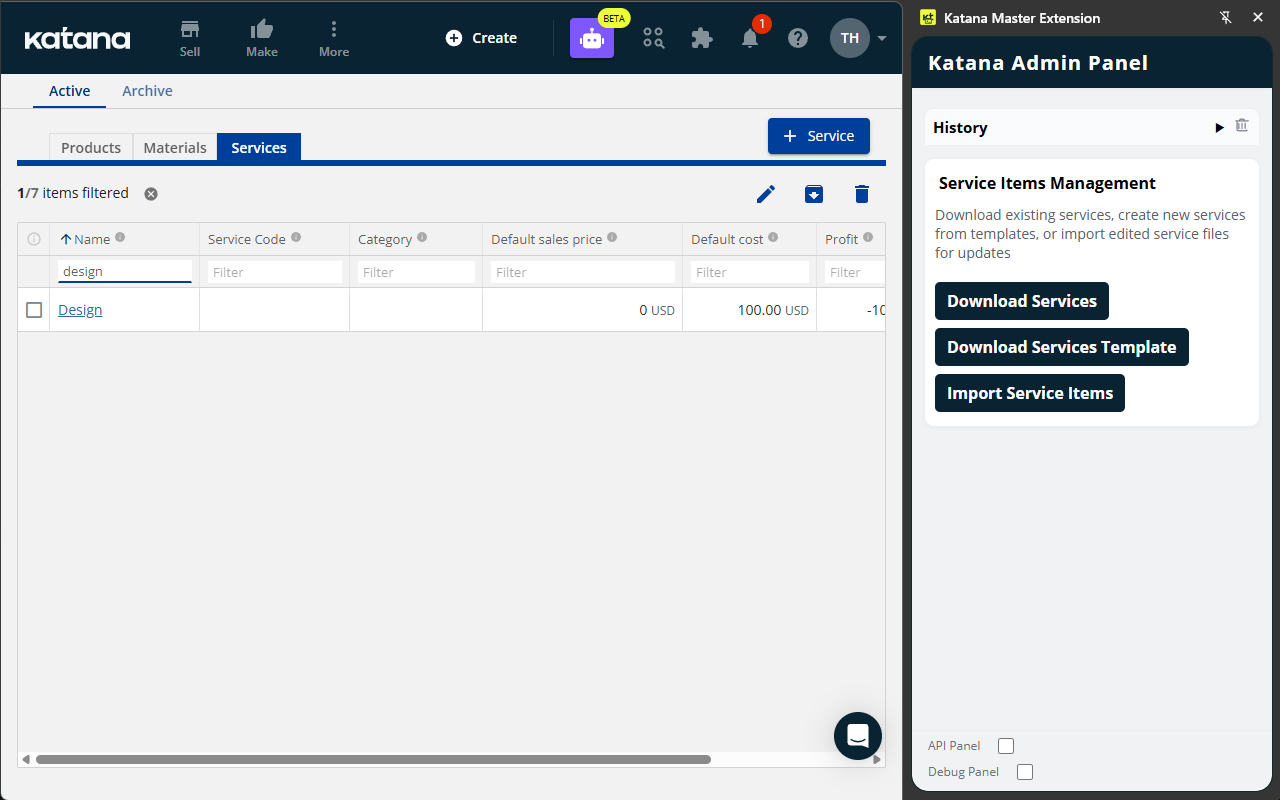 katana
Sell
Make
More
Create
BETA
1
TH
Active
Archive
Products
Materials
Services
+ Service
1/7 items filtered
Name
Service Code
Category
Default sales price
Default cost
Profit
design
Filter
Filter
Filter
Filter
Filter
Design
0 USD
100.00 USD
-10
kt
Katana Master Extension
Katana Admin Panel
History
Service Items Management
Download existing services, create new services
from templates, or import edited service files
for updates
Download Services
Download Services Template
Import Service Items
API Panel
Debug Panel